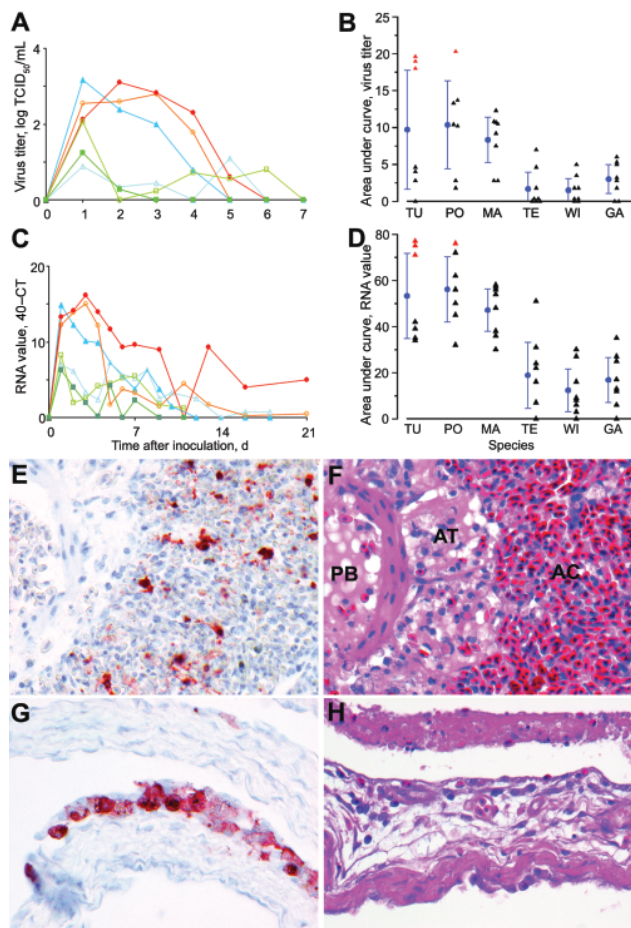 A
Virus titer, log TCID50/mL
4
2
0
0 1 2 3 4 5 6 7
B
Area under curve, virus titer
25
20
15
10
5
0
TU PO MA TE WI GA
C
RNA value, 40–CT
20
10
0
0 7 14 21
Time after inoculation, d
D
Area under curve, RNA value
80
60
40
20
0
TU PO MA TE WI GA
Species
E
F
PB
AT
AC
G
H